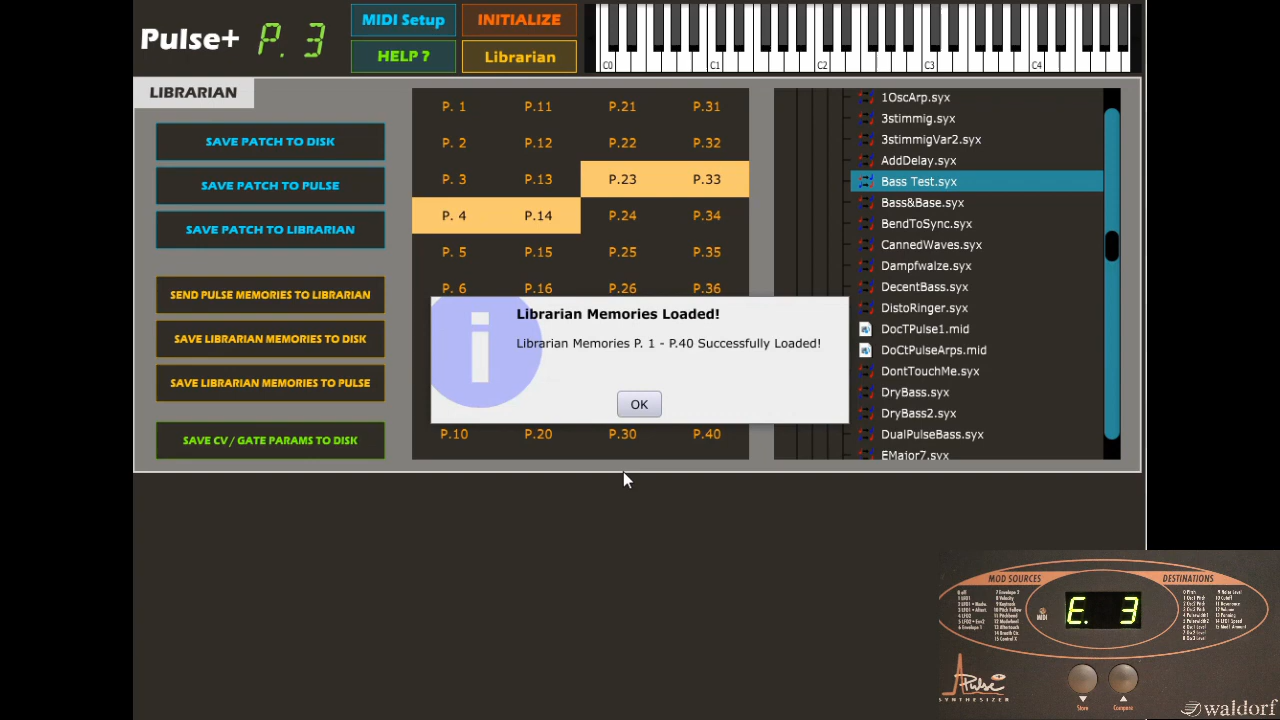 Pulse+ P. 3
MIDI Setup
INITIALIZE
HELP ?
Librarian
C0 C1 C2 C3 C4
LIBRARIAN
SAVE PATCH TO DISK
SAVE PATCH TO PULSE
SAVE PATCH TO LIBRARIAN
SEND PULSE MEMORIES TO LIBRARIAN
SAVE LIBRARIAN MEMORIES TO DISK
SAVE LIBRARIAN MEMORIES TO PULSE
SAVE CV / GATE PARAMS TO DISK
P. 1 P.11 P.21 P.31
P. 2 P.12 P.22 P.32
P. 3 P.13 P.23 P.33
P. 4 P.14 P.24 P.34
P. 5 P.15 P.25 P.35
P. 6 P.16 P.26 P.36
P.10 P.20 P.30 P.40
Librarian Memories Loaded!
Librarian Memories P. 1 - P.40 Successfully Loaded!
OK
1OscArp.syx
3stimmig.syx
3stimmigVar2.syx
AddDelay.syx
Bass Test.syx
Bass&Base.syx
BendToSync.syx
CannedWaves.syx
Dampfwalze.syx
DecentBass.syx
DistoRinger.syx
DocTPulse1.mid
DoCtPulseArps.mid
DontTouchMe.syx
DryBass.syx
DryBass2.syx
DualPulseBass.syx
EMajor7.syx
MOD SOURCES
DESTINATIONS
MIDI
E. 3
Pulse+
SYNTHESIZER
Store
Compare
waldorf